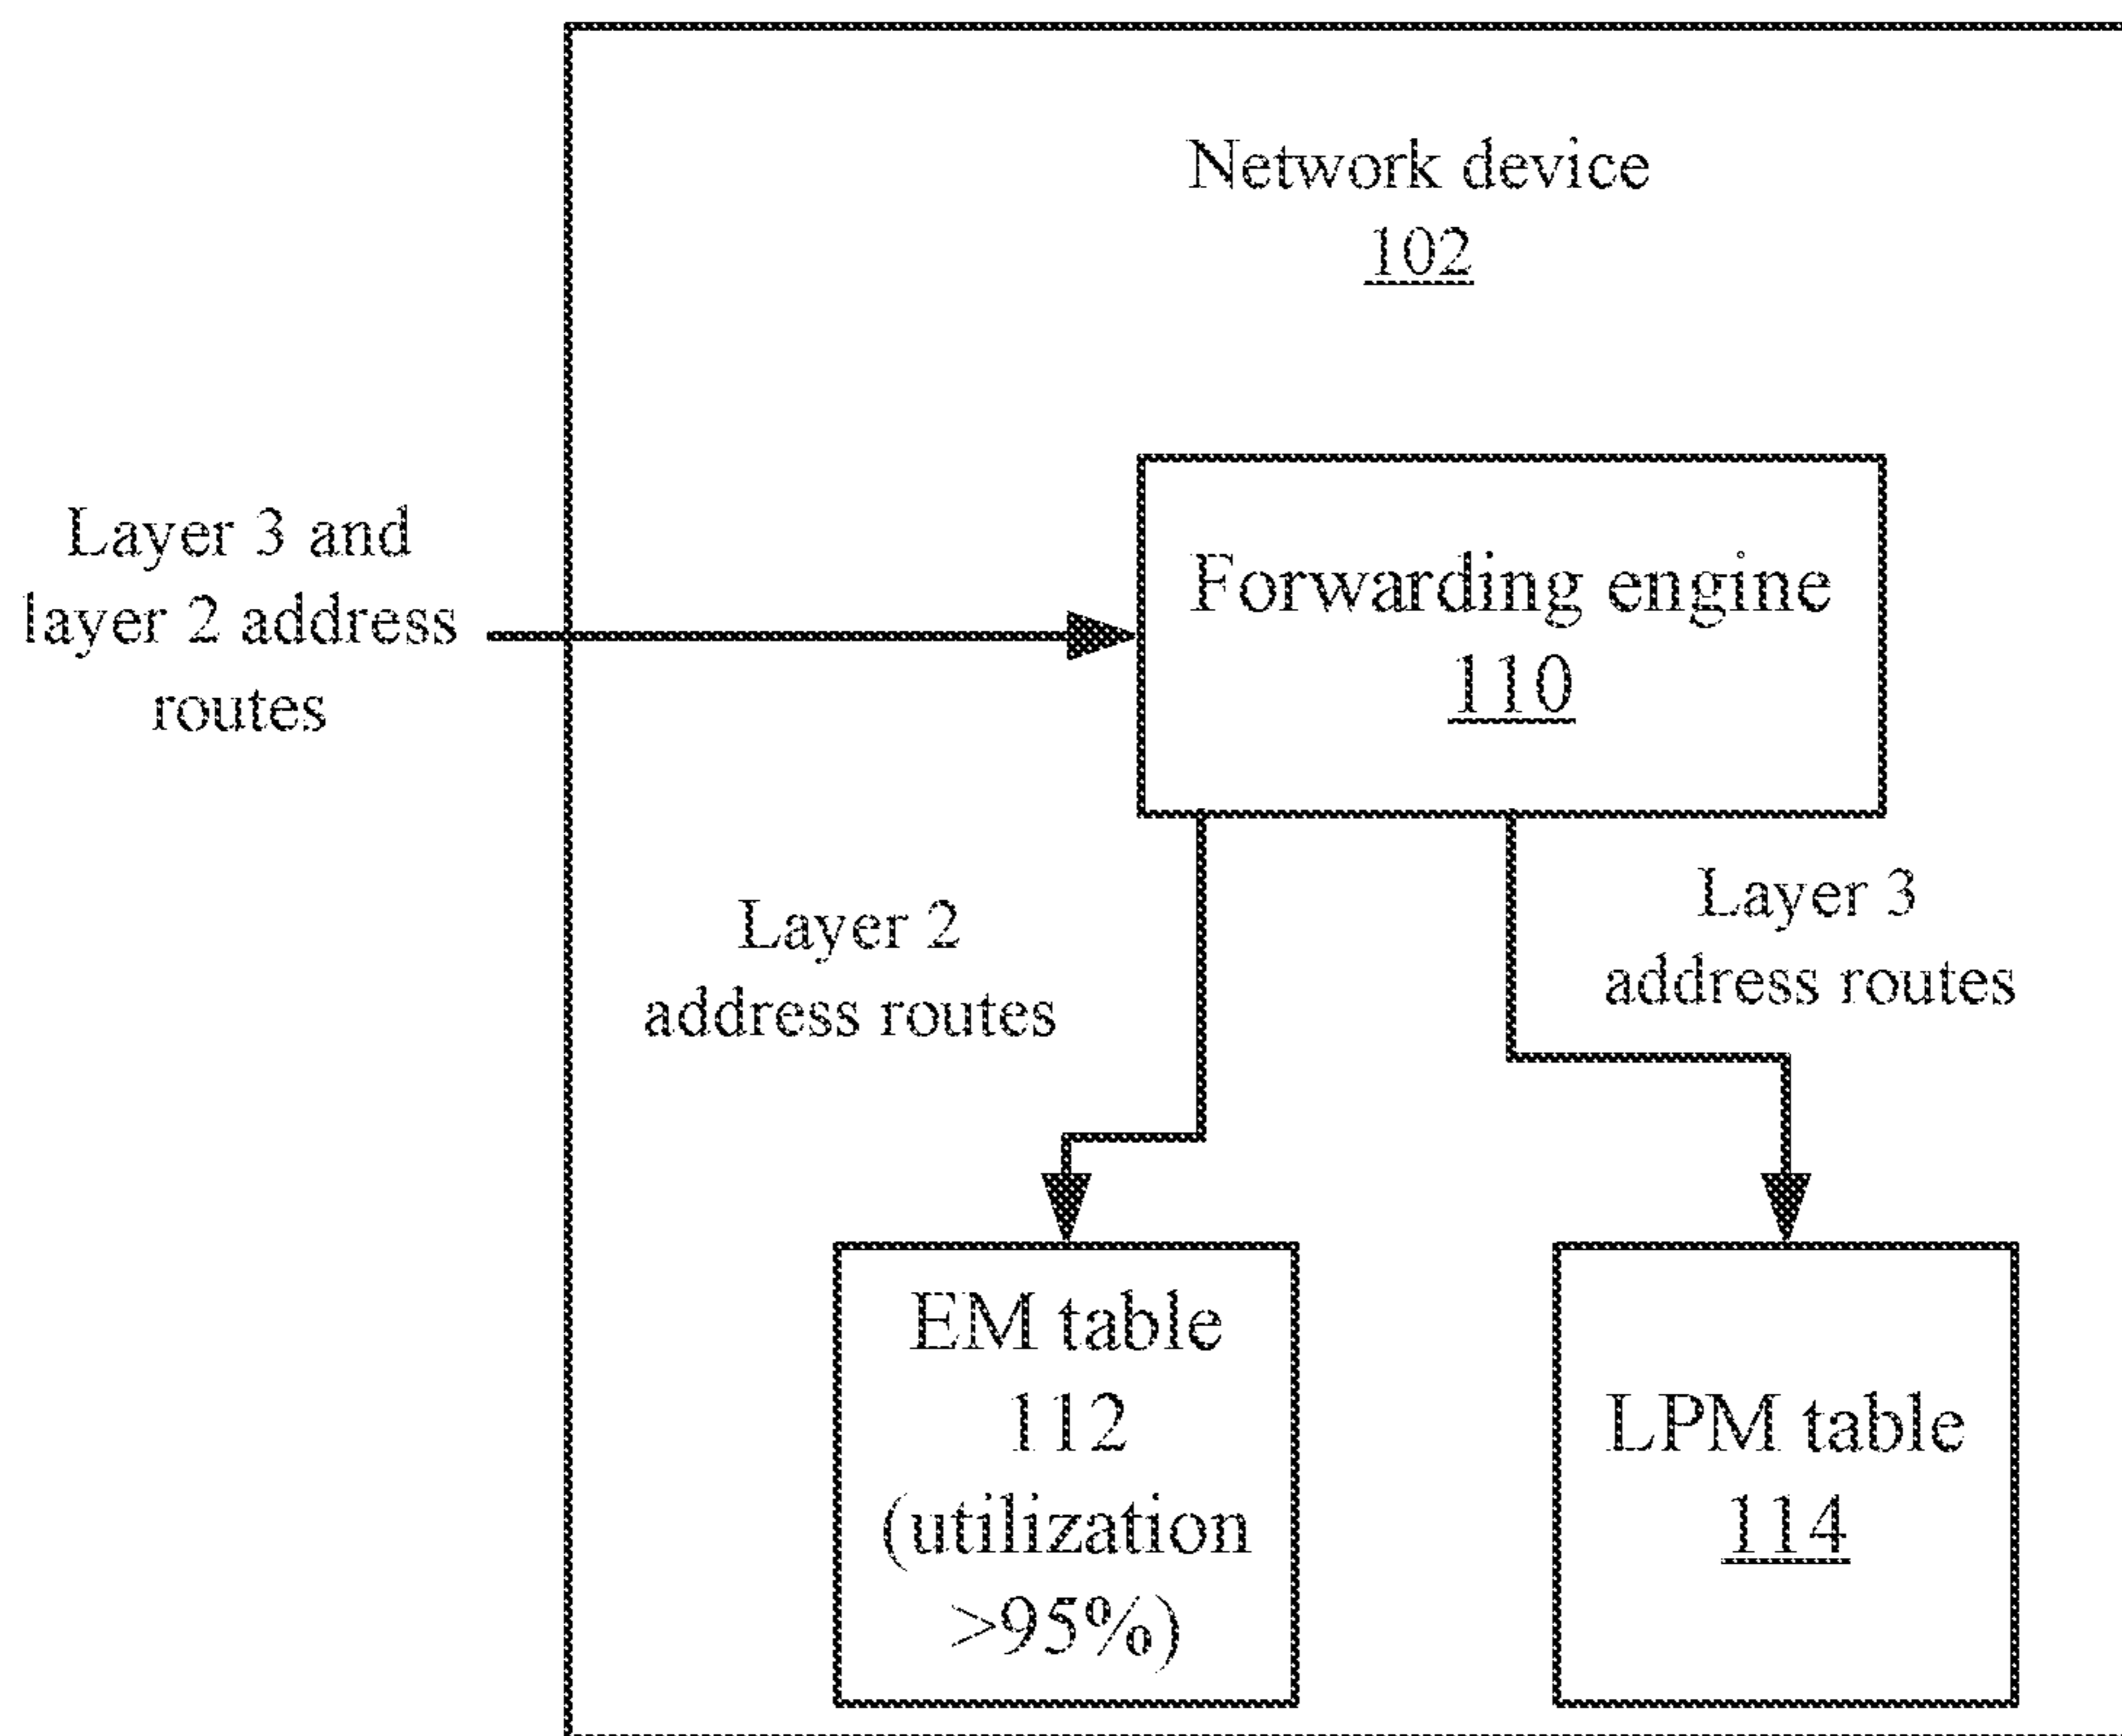 Network device
102
Layer 3 and
layer 2 address
routes
Forwarding engine
110
Layer 2
address routes
Layer 3
address routes
EM table
112
(utilization
>95%)
LPM table
114